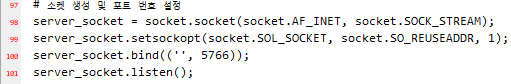 97 # 소켓 생성 및 포트 번호 설정
98 server_socket = socket.socket(socket.AF_INET, socket.SOCK_STREAM);
99 server_socket.setsockopt(socket.SOL_SOCKET, socket.SO_REUSEADDR, 1);
100 server_socket.bind(('', 5766));
101 server_socket.listen();